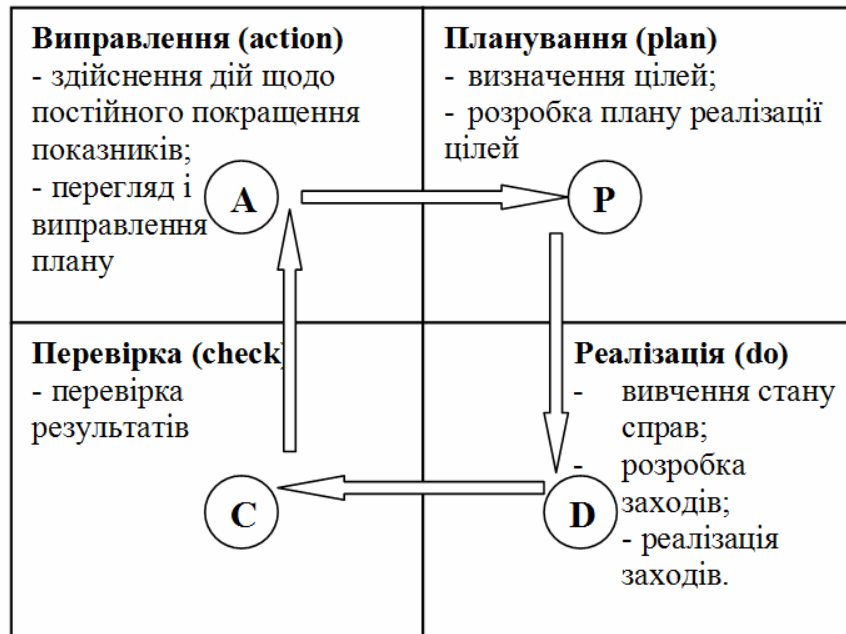 Виправлення (action)
- здійснення дій щодо
постійного покращення
показників;
- перегляд і
виправлення
плану
A
Планування (plan)
- визначення цілей;
- розробка плану реалізації
цілей
P
Перевірка (check)
- перевірка
результатів
C
Реалізація (do)
- вивчення стану
справ;
- розробка
заходів;
- реалізація
заходів.
D